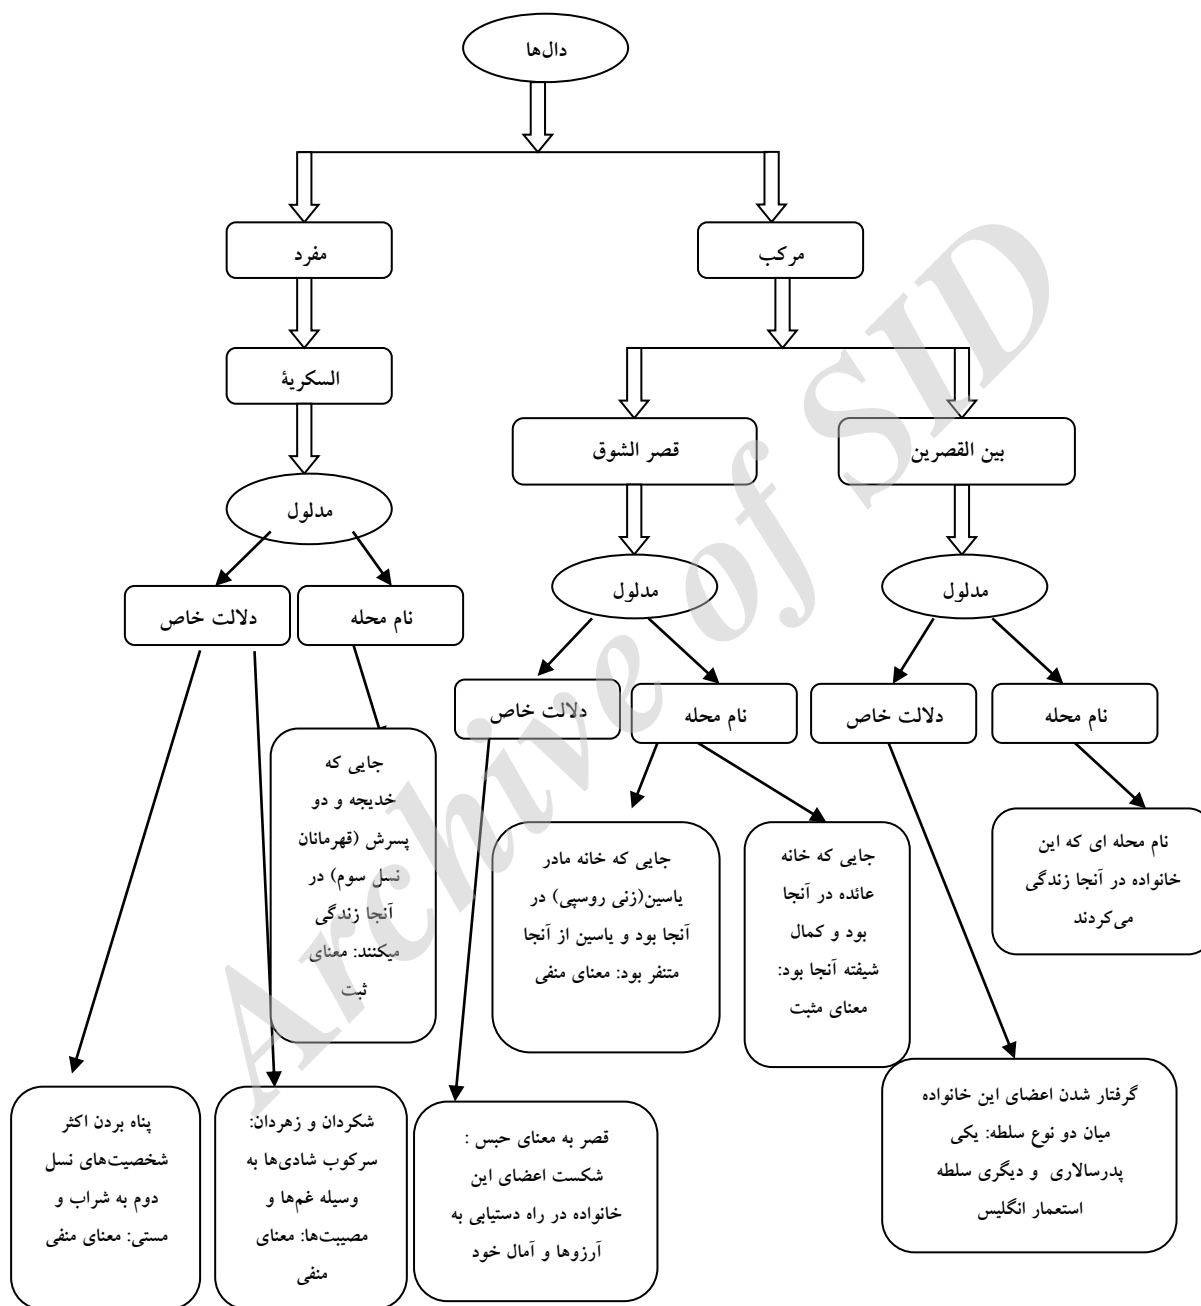 دال‌ها
مرکب
مفرد
السکریة
قصر الشوق
بین القصرین
مدلول
مدلول
مدلول
نام محله
دلالت خاص
نام محله
دلالت خاص
نام محله
دلالت خاص
نام محله ای که این
خانواده در آنجا زندگی
می‌کردند
جایی که خانه
عائده در آنجا
بود و کمال
شیفته آنجا بود:
معنای مثبت
جایی که خانه مادر
یاسین(زنی روسپی) در
آنجا بود و یاسین از آنجا
متنفر بود: معنای منفی
جایی که
خدیجه و دو
پسرش (قهرمانان
نسل سوم) در
آنجا زندگی
میکنند: معنای
ثبت
گرفتار شدن اعضای این خانواده
میان دو نوع سلطه: یکی
پدرسالاری و دیگری سلطه
استعمار انگلیس
قصر به معنای حبس :
شکست اعضای این
خانواده در راه دستیابی به
آرزوها و آمال خود
شکردان و زهردان:
سرکوب شادی‌ها به
وسیله غم‌ها و
مصیبت‌ها: معنای
منفی
پناه بردن اکثر
شخصیت‌های نسل
دوم به شراب و
مستی: معنای منفی
Archive of SID